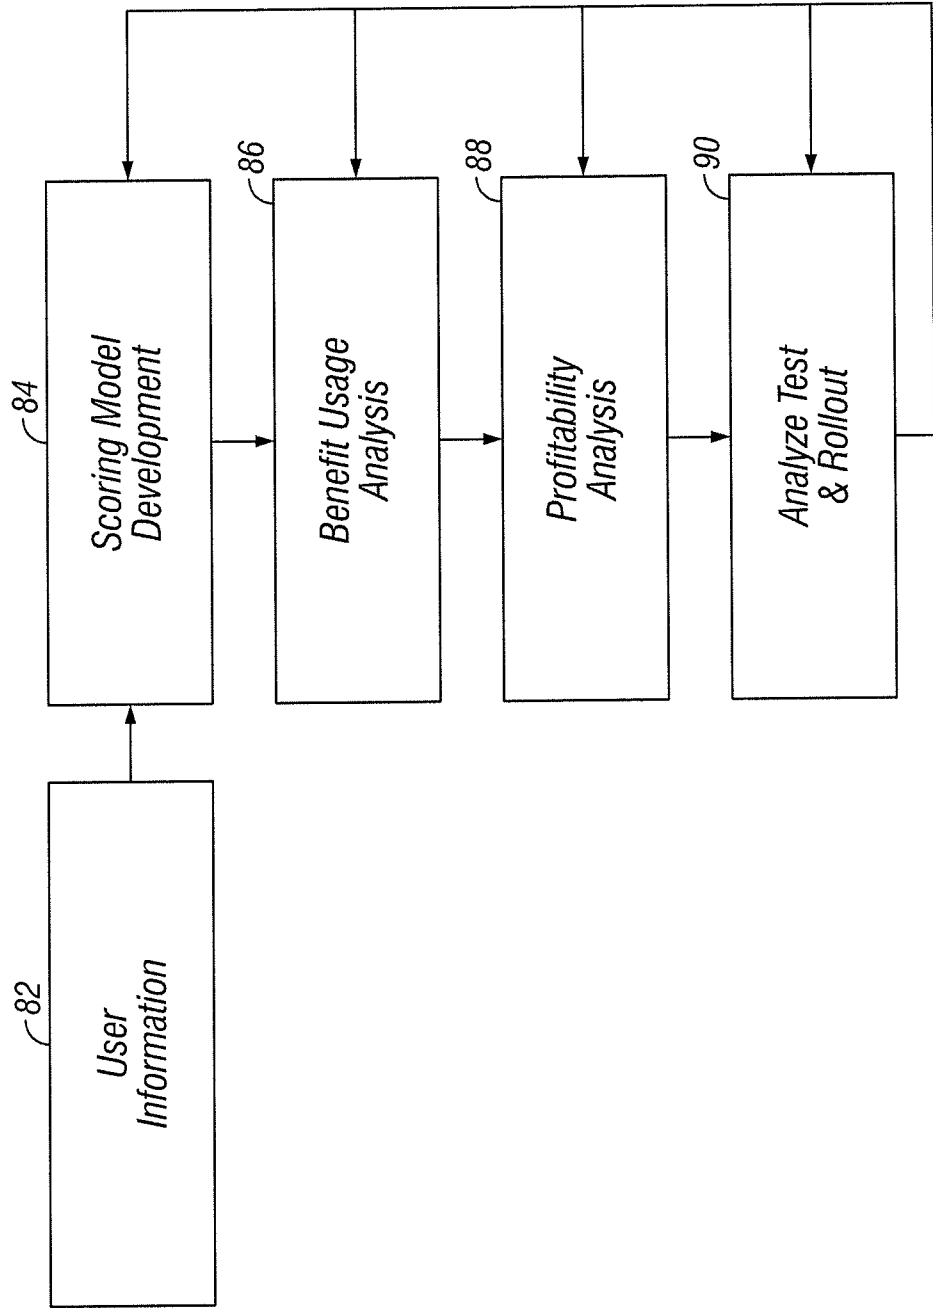 82
User
Information
84
Scoring Model
Development
86
Benefit Usage
Analysis
88
Profitability
Analysis
90
Analyze Test
& Rollout